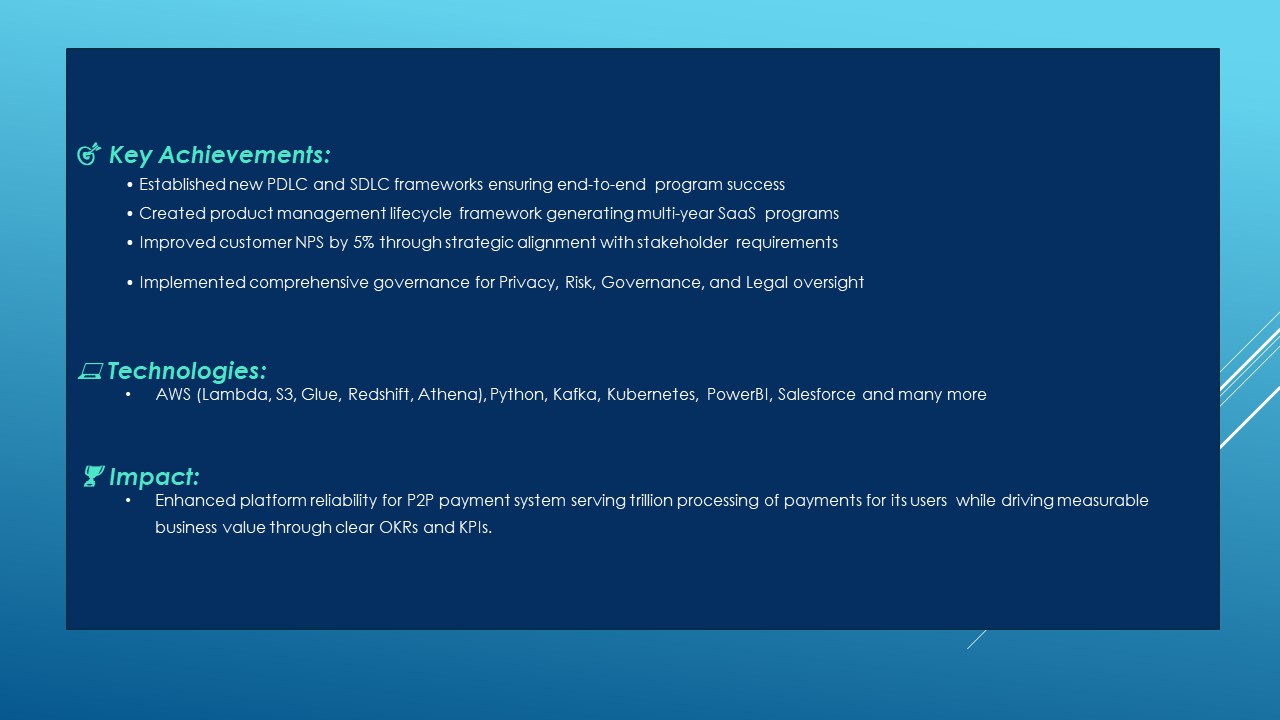 Key Achievements:
• Established new PDLC and SDLC frameworks ensuring end-to-end program success
• Created product management lifecycle framework generating multi-year SaaS programs
• Improved customer NPS by 5% through strategic alignment with stakeholder requirements
• Implemented comprehensive governance for Privacy, Risk, Governance, and Legal oversight
Technologies:
• AWS (Lambda, S3, Glue, Redshift, Athena), Python, Kafka, Kubernetes, PowerBI, Salesforce and many more
Impact:
• Enhanced platform reliability for P2P payment system serving trillion processing of payments for its users while driving measurable
business value through clear OKRs and KPIs.